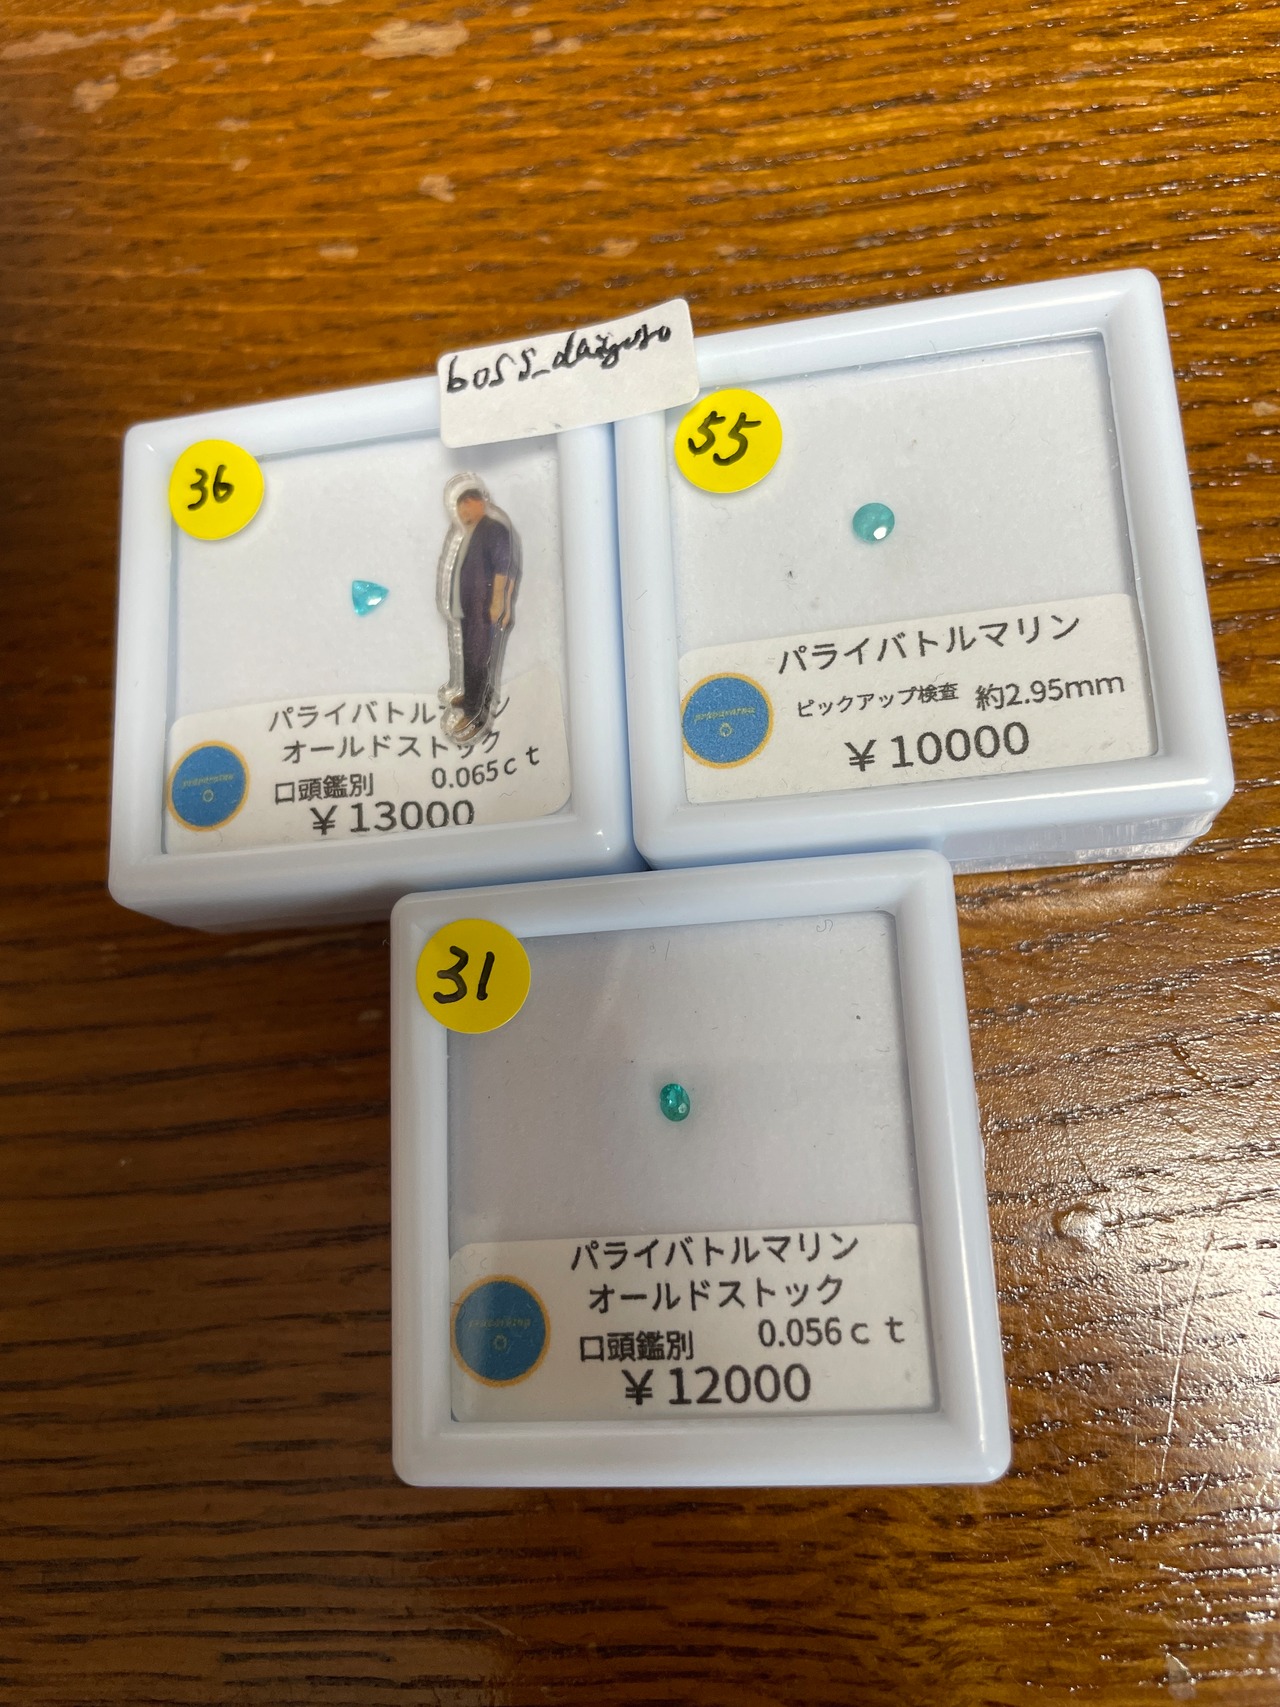 36
パライバトルマリン
オールドストック
口頭鑑別 0.065ct
￥13000
55
パライバトルマリン
ピックアップ検査 約2.95mm
￥10000
31
パライバトルマリン
オールドストック
口頭鑑別 0.056ct
￥12000